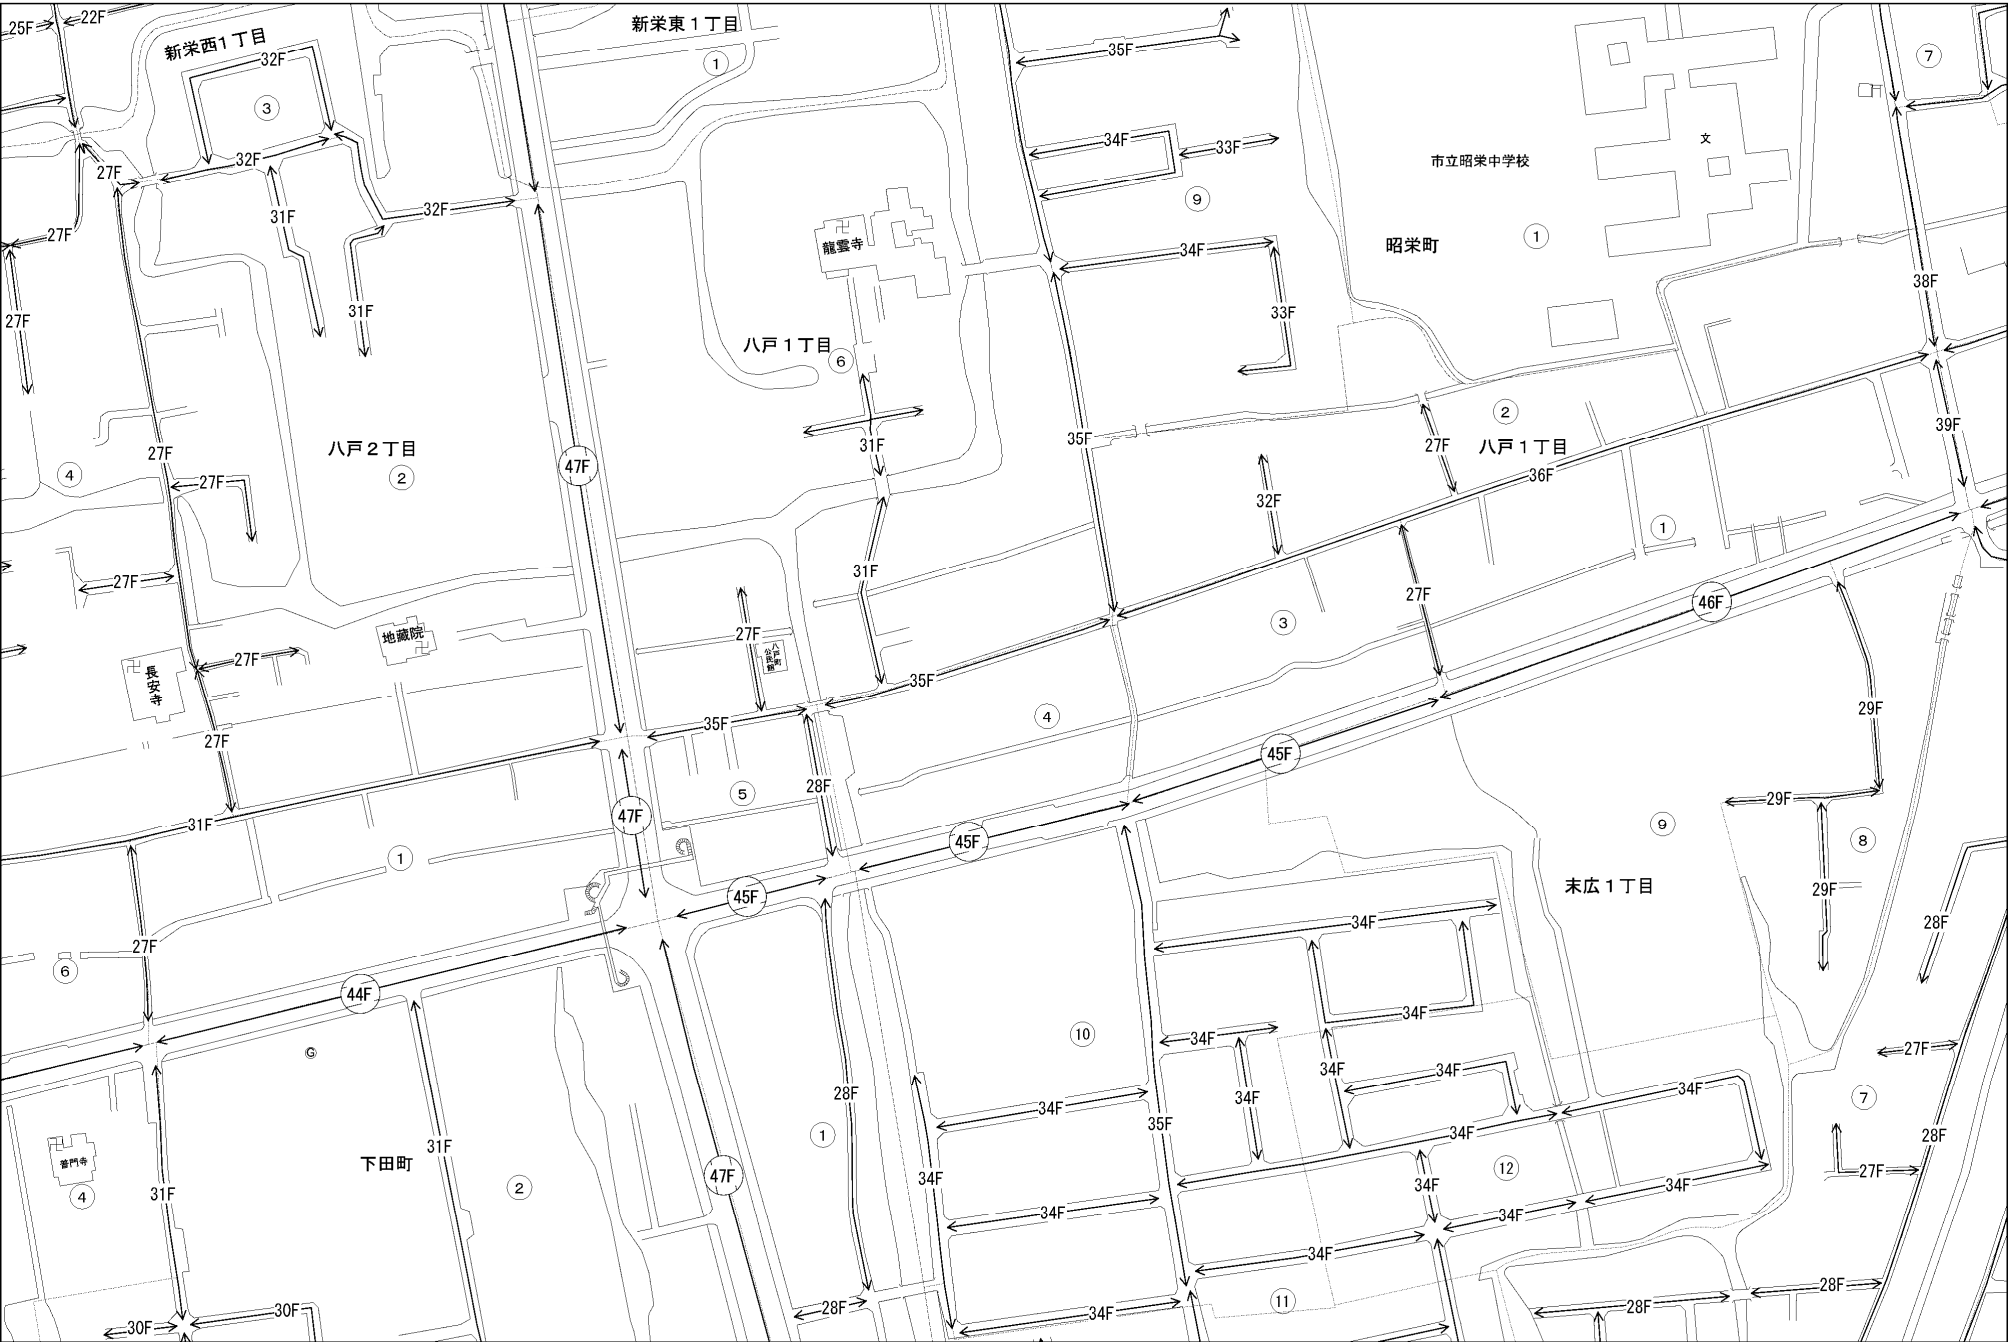 22F
25F
新栄西1丁目
新栄東1丁目
32F
①
35F
⑦
③
文
34F
33F
市立昭栄中学校
32F
27F
⑨
32F
31F
27F
龍雲寺
昭栄町
①
34F
38F
31F
33F
27F
八戸1丁目
⑥
②
39F
35F
31F
27F
八戸1丁目
27F
八戸2丁目
47F
④
②
27F
36F
32F
①
31F
27F
27F
46F
③
地蔵院
27F
八戸町
公民館
27F
長安寺
35F
29F
④
35F
27F
45F
28F
⑤
29F
47F
31F
⑨
⑧
45F
①
末広1丁目
29F
45F
34F
28F
27F
⑥
44F
34F
⑩
34F
27F
G
34F
34F
28F
34F
34F
⑦
34F
35F
①
34F
28F
31F
下田町
普門寺
④
⑫
27F
47F
②
34F
34F
34F
31F
34F
34F
34F
28F
⑪
28F
30F
28F
34F
30F